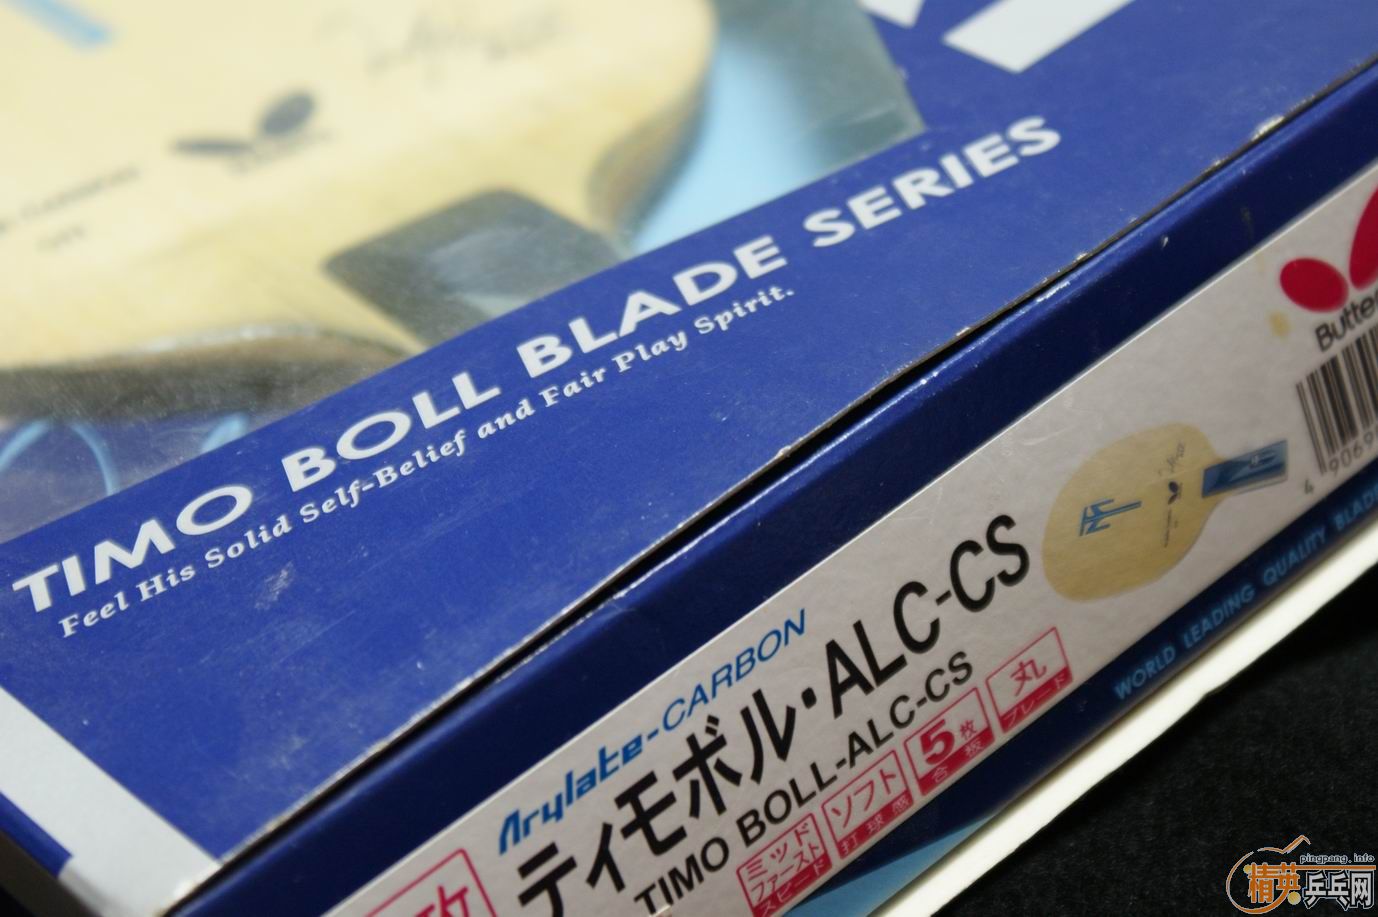 TIMO BOLL BLADE SERIES
Feel His Solid Self-Belief and Fair Play Spirit.
Arylate-CARBON
ティモボル・ALC-CS
TIMO BOLL-ALC-CS
攻
ミッド
ファースト
スピード
ソフト
打球感
5枚
合板
丸
ブレード
4
WORLD LEADING QUALITY
pingpang.info
精英乒乓网